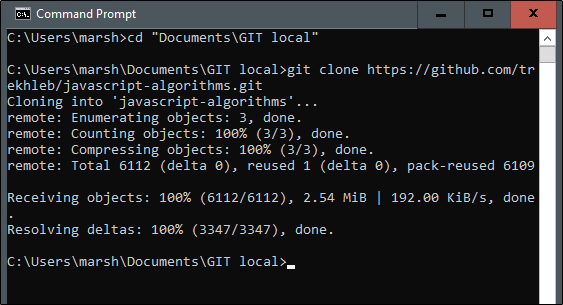 Command Prompt
C:\Users\marsh>cd "Documents\GIT local"
C:\Users\marsh\Documents\GIT local>git clone https://github.com/tr
ekhleb/javascript-algorithms.git
Cloning into 'javascript-algorithms'...
remote: Enumerating objects: 3, done.
remote: Counting objects: 100% (3/3), done.
remote: Compressing objects: 100% (3/3), done.
remote: Total 6112 (delta 0), reused 1 (delta 0), pack-reused 6109
Receiving objects: 100% (6112/6112), 2.54 MiB | 192.00 KiB/s, done
.
Resolving deltas: 100% (3347/3347), done.
C:\Users\marsh\Documents\GIT local>